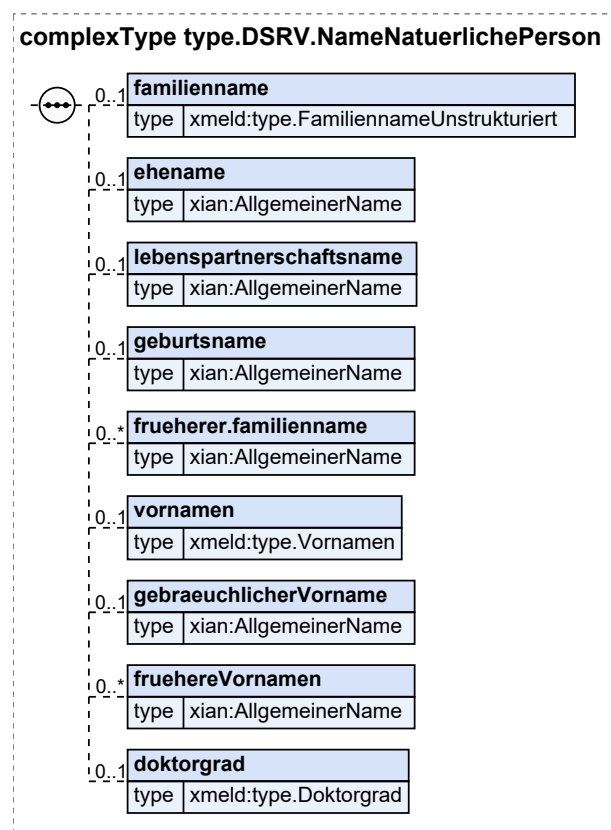 complexType type.DSRV.NameNatuerlichePerson
0..1 familienname
type xmeld:type.FamiliennameUnstrukturiert
0..1 ehename
type xian:AllgemeinerName
0..1 lebenspartnerschaftsname
type xian:AllgemeinerName
0..1 geburtsname
type xian:AllgemeinerName
0..* frueherer.familienname
type xian:AllgemeinerName
0..1 vornamen
type xmeld:type.Vornamen
0..1 gebraeuchlicherVorname
type xian:AllgemeinerName
0..* fruehereVornamen
type xian:AllgemeinerName
0..1 doktorgrad
type xmeld:type.Doktorgrad